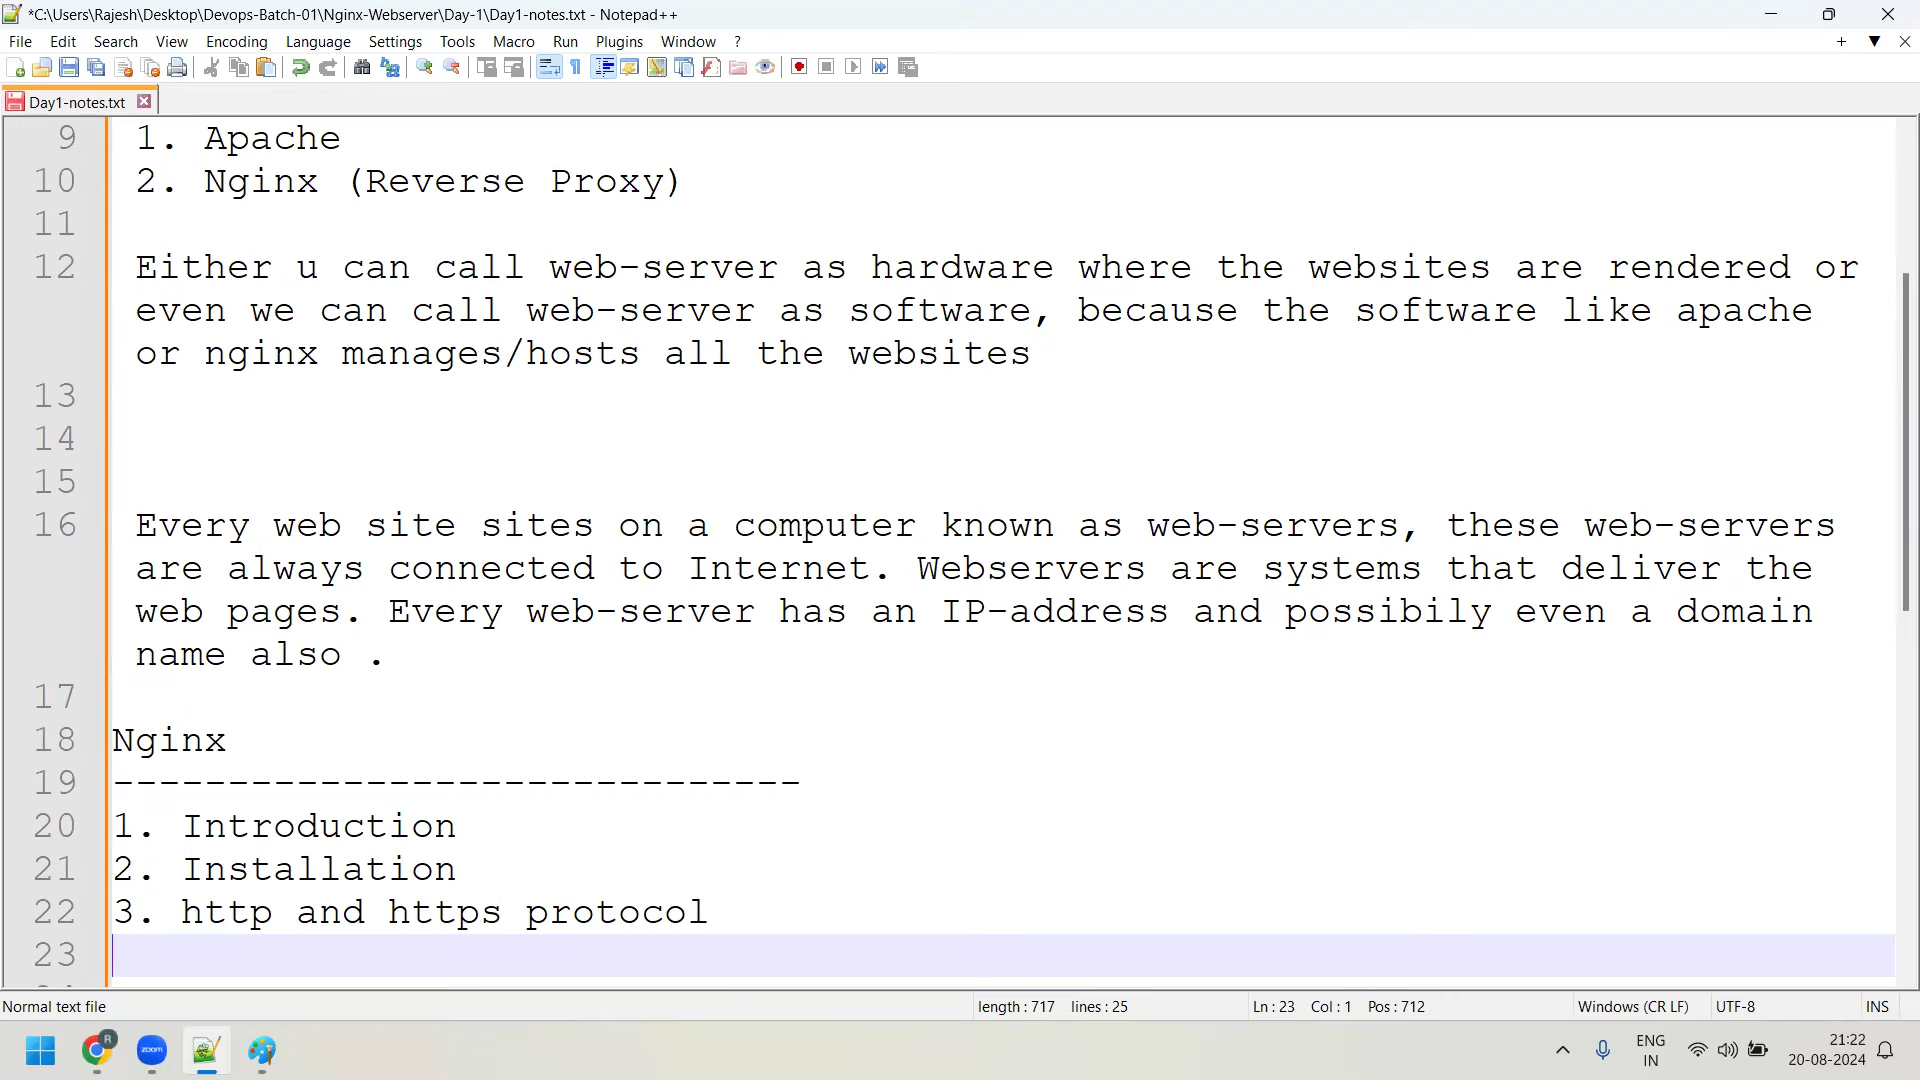 *C:\Users\Rajesh\Desktop\Devops-Batch-01\Nginx-Webserver\Day-1\Day1-notes.txt - Notepad++
File Edit Search View Encoding Language Settings Tools Macro Run Plugins Window ?
Day1-notes.txt
9 1. Apache
10 2. Nginx (Reverse Proxy)
11
12 Either u can call web-server as hardware where the websites are rendered or
even we can call web-server as software, because the software like apache
or nginx manages/hosts all the websites
13
14
15
16 Every web site sites on a computer known as web-servers, these web-servers
are always connected to Internet. Webservers are systems that deliver the
web pages. Every web-server has an IP-address and possibily even a domain
name also .
17
18 Nginx
19 ------------------------------
20 1. Introduction
21 2. Installation
22 3. http and https protocol
23
Normal text file length : 717 lines : 25 Ln : 23 Col : 1 Pos : 712 Windows (CR LF) UTF-8 INS
R
zoom
ENG
IN
21:22
20-08-2024